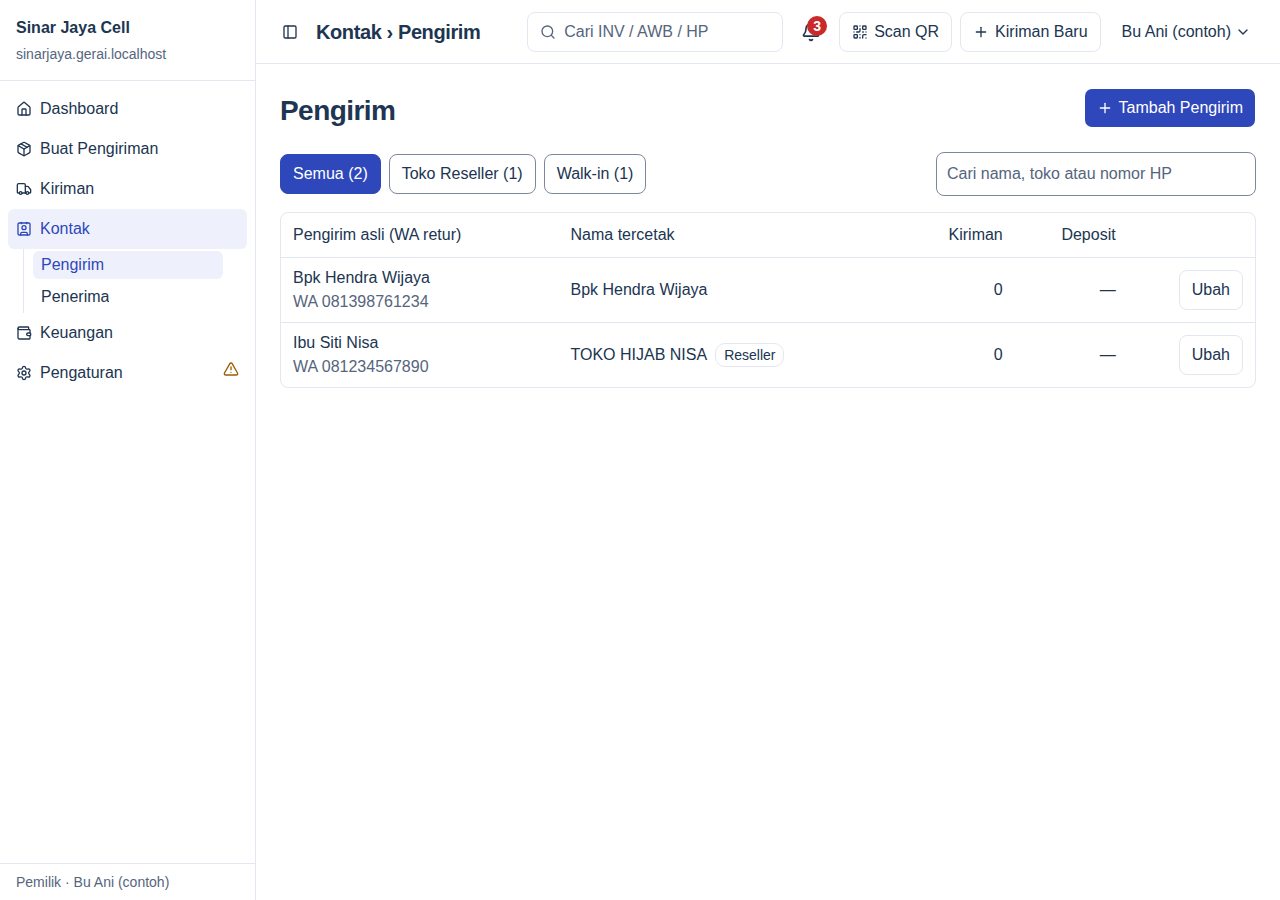 Sinar Jaya Cell
sinarjaya.gerai.localhost
Dashboard
Buat Pengiriman
Kiriman
Kontak
Pengirim
Penerima
Keuangan
Pengaturan
Pemilik · Bu Ani (contoh)
Kontak › Pengirim
Cari INV / AWB / HP
3
Scan QR
Kiriman Baru
Bu Ani (contoh)
Pengirim
Tambah Pengirim
Semua (2)
Toko Reseller (1)
Walk-in (1)
Cari nama, toko atau nomor HP
Pengirim asli (WA retur) Nama tercetak Kiriman Deposit
Bpk Hendra Wijaya
WA 081398761234
Bpk Hendra Wijaya 0 — Ubah
Ibu Siti Nisa
WA 081234567890
TOKO HIJAB NISA Reseller 0 — Ubah